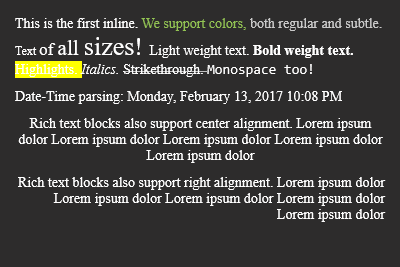 This is the first inline. We support colors, both regular and subtle.
Text of all sizes! Light weight text. Bold weight text.
Highlights. Italics. Strikethrough. Monospace too!
Date-Time parsing: Monday, February 13, 2017 10:08 PM
Rich text blocks also support center alignment. Lorem ipsum
dolor Lorem ipsum dolor Lorem ipsum dolor Lorem ipsum dolor
Lorem ipsum dolor
Rich text blocks also support right alignment. Lorem ipsum dolor
Lorem ipsum dolor Lorem ipsum dolor Lorem ipsum dolor
Lorem ipsum dolor